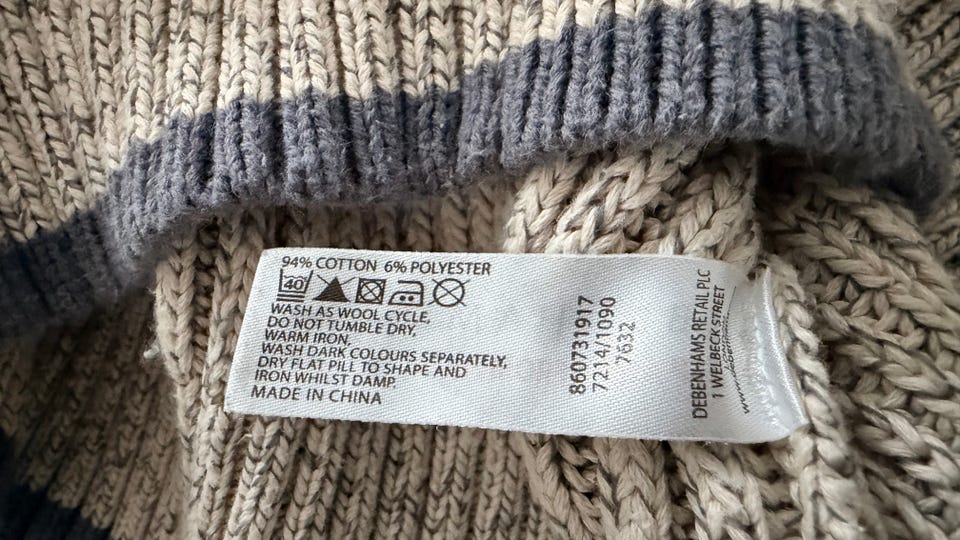 94% COTTON 6% POLYESTER
40
WASH AS WOOL CYCLE,
DO NOT TUMBLE DRY,
WARM IRON,
WASH DARK COLOURS SEPARATELY,
DRY FLAT PILL TO SHAPE AND
IRON WHILST DAMP.
MADE IN CHINA
860731917
7214/1090
7632
DEBENHAMS RETAIL PLC
1 WELBECK STREET